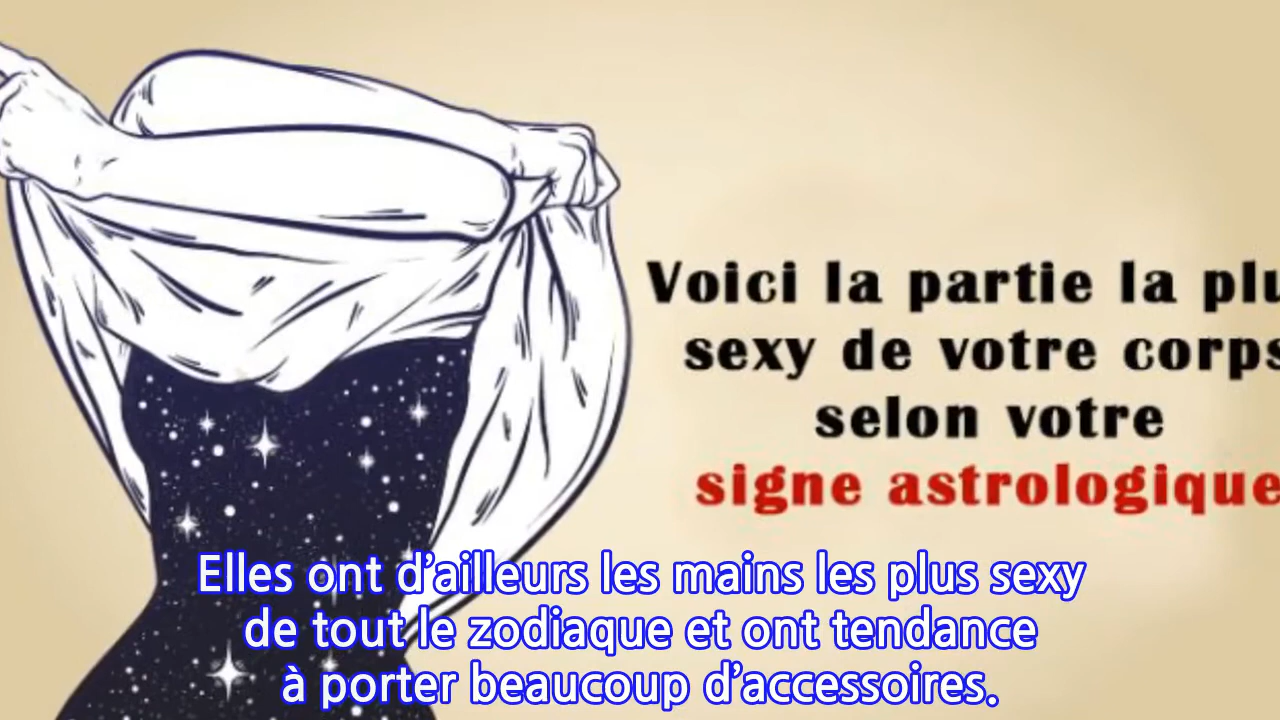 Voici la partie la plu
sexy de votre corps
selon votre
signe astrologique
Elles ont d'ailleurs les mains les plus sexy
de tout le zodiaque et ont tendance
à porter beaucoup d'accessoires.